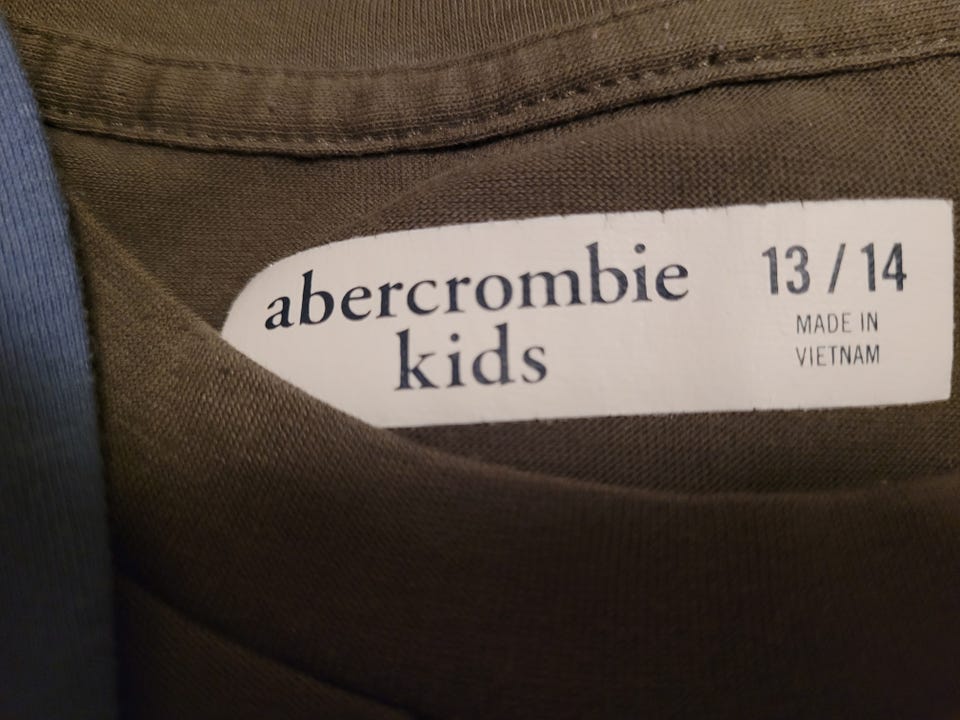 abercrombie
kids
13 / 14
MADE IN
VIETNAM